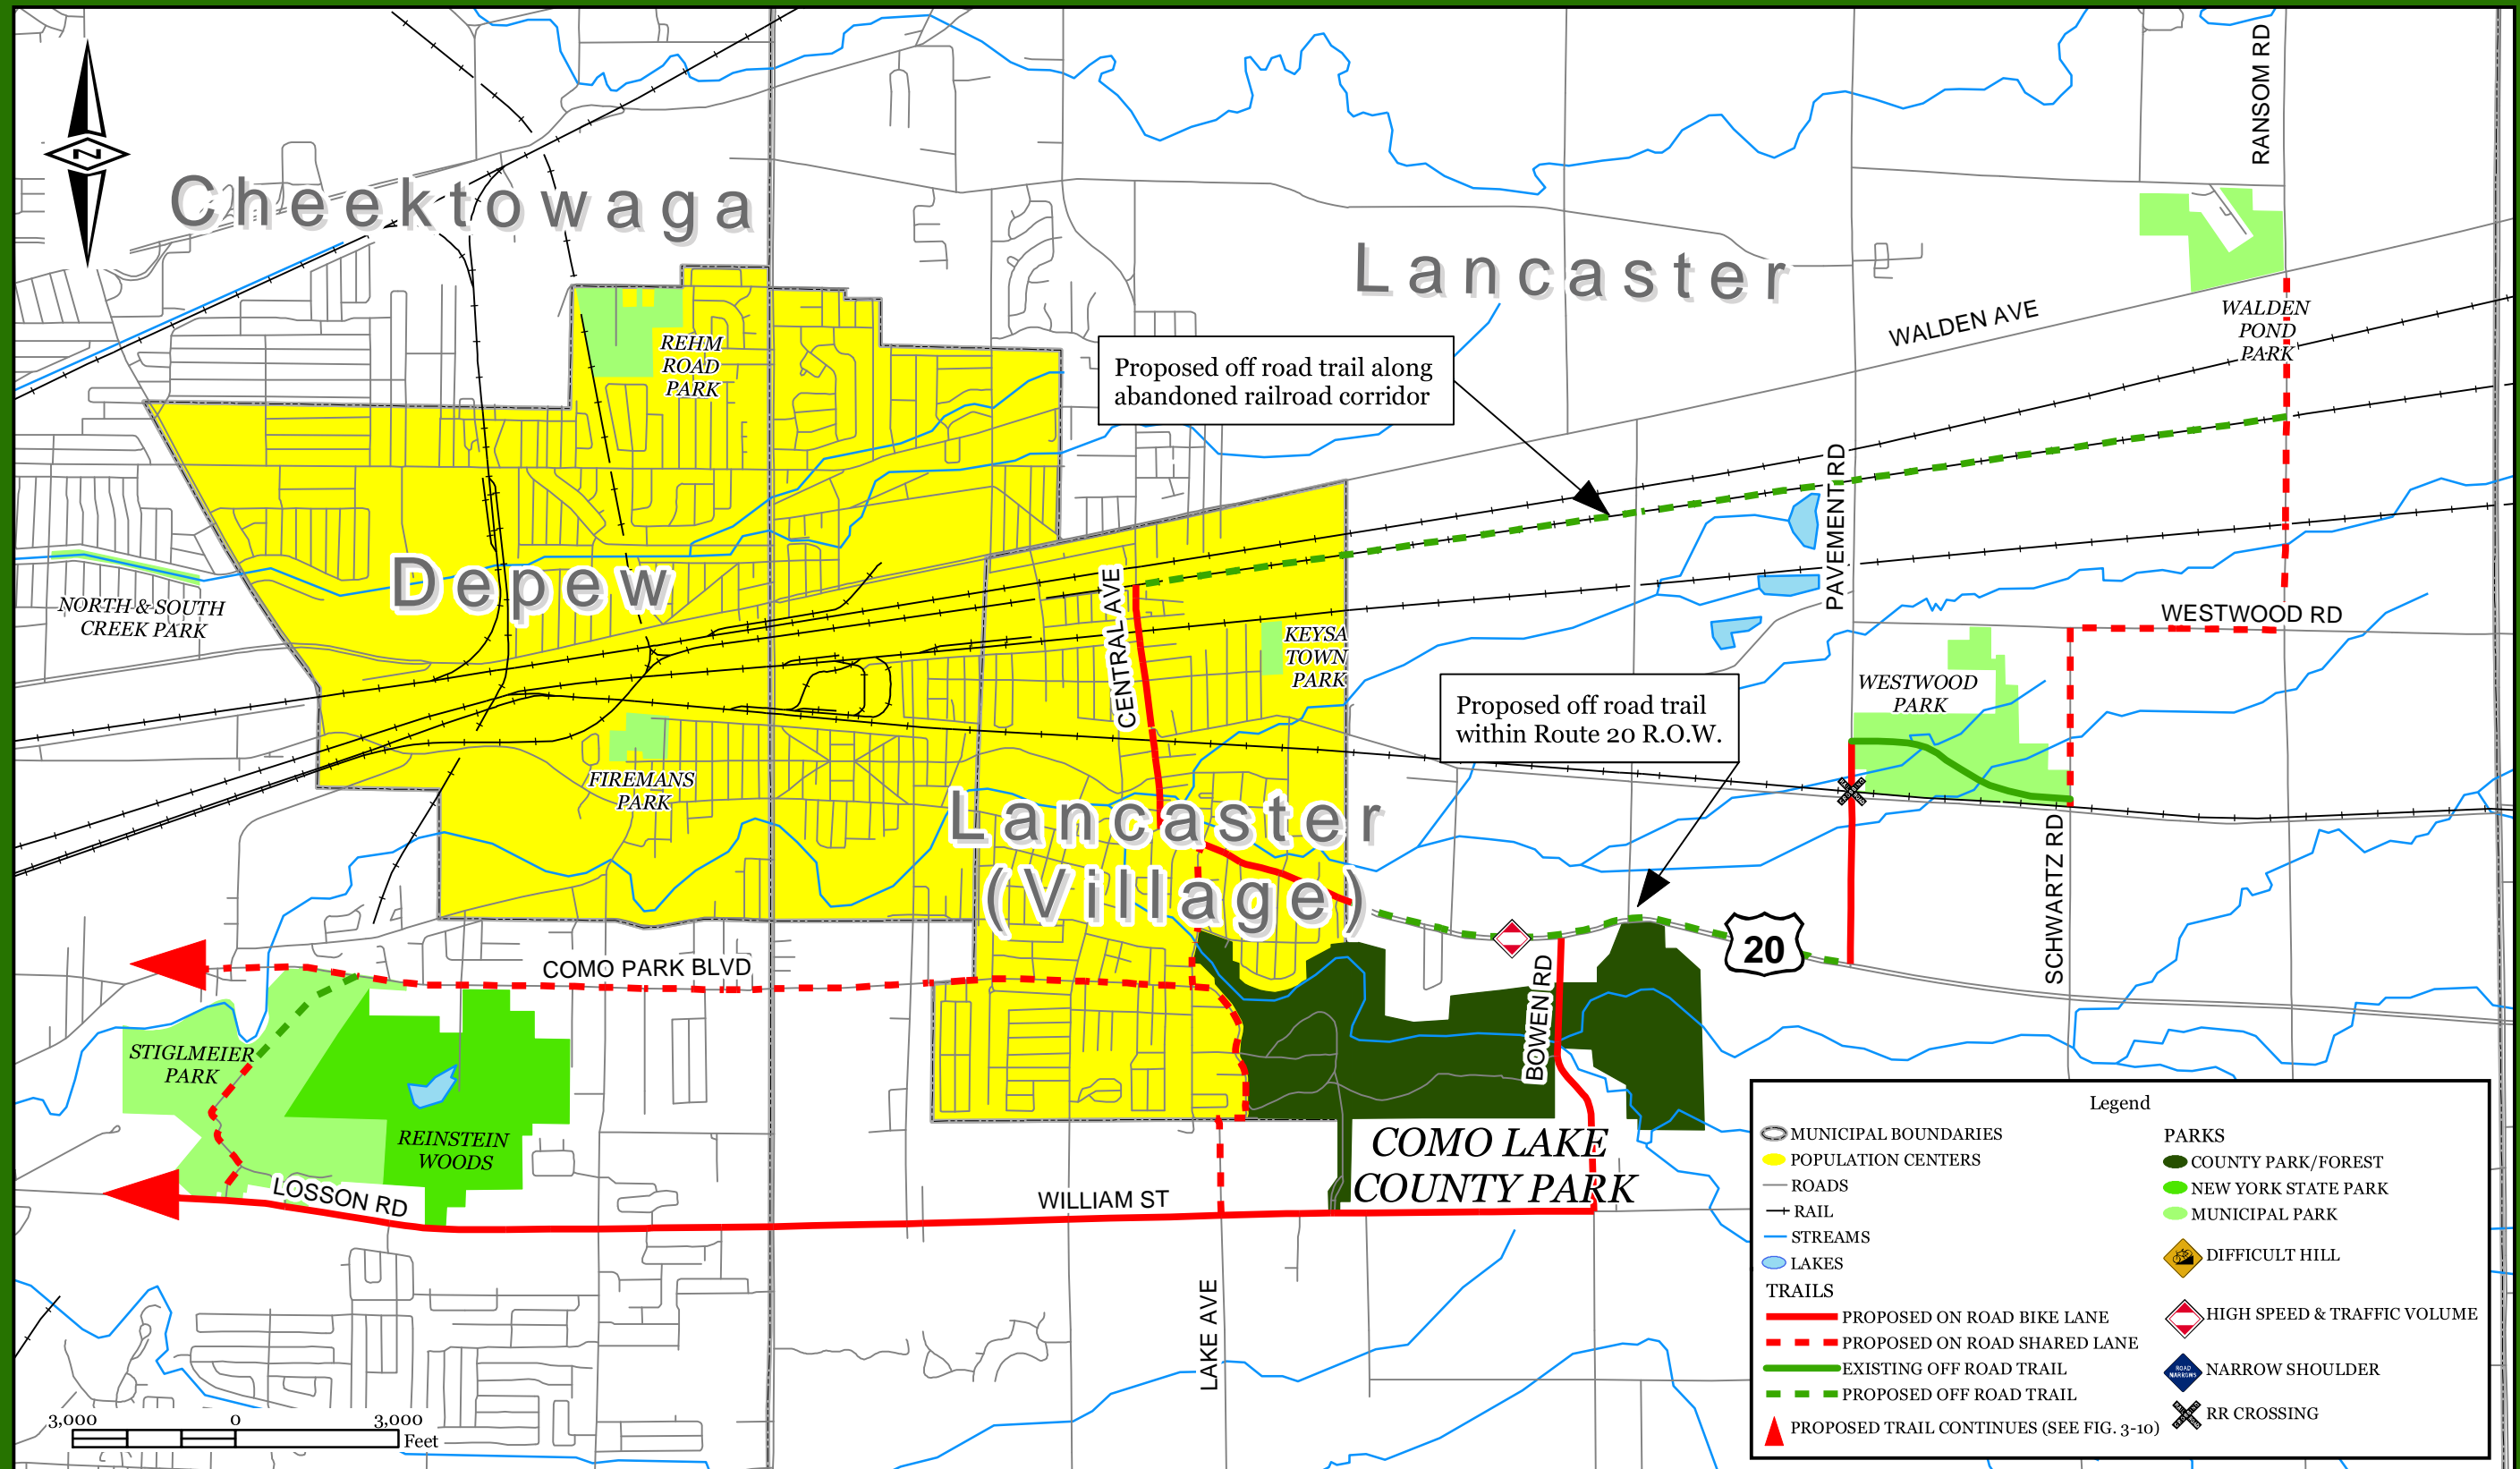 RANSOM RD
N
Cheektowaga
Lancaster
WALDEN
POND
PARK
WALDEN AVE
REHM
ROAD
PARK
Proposed off road trail along
abandoned railroad corridor
PAVEMENT RD
Depew
CENTRAL AVE
NORTH & SOUTH
CREEK PARK
WESTWOOD RD
KEYSA
TOWN
PARK
WESTWOOD
PARK
Proposed off road trail
within Route 20 R.O.W.
FIREMANS
PARK
Lancaster
(Village)
SCHWARTZ RD
20
COMO PARK BLVD
BOWEN RD
STIGLMEIER
PARK
REINSTEIN
WOODS
COMO LAKE
COUNTY PARK
LOSSON RD
WILLIAM ST
LAKE AVE
3,000 0 3,000
Feet
Legend
MUNICIPAL BOUNDARIES
POPULATION CENTERS
ROADS
RAIL
STREAMS
LAKES
TRAILS
PROPOSED ON ROAD BIKE LANE
PROPOSED ON ROAD SHARED LANE
EXISTING OFF ROAD TRAIL
PROPOSED OFF ROAD TRAIL
PROPOSED TRAIL CONTINUES (SEE FIG. 3-10)
PARKS
COUNTY PARK/FOREST
NEW YORK STATE PARK
MUNICIPAL PARK
DIFFICULT HILL
HIGH SPEED & TRAFFIC VOLUME
ROAD
NARROWS
NARROW SHOULDER
RR CROSSING